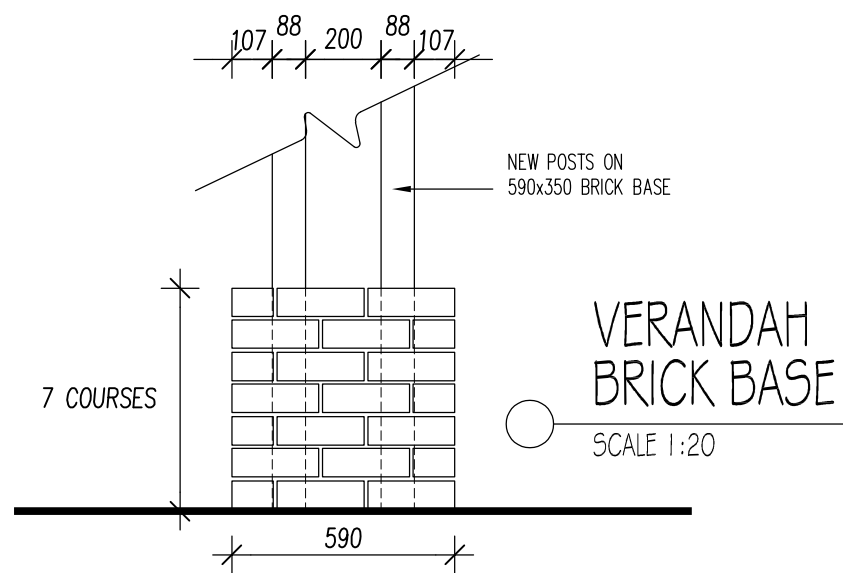 107 88 200 88 107
NEW POSTS ON
590x350 BRICK BASE
7 COURSES
VERANDAH
BRICK BASE
SCALE 1:20
590